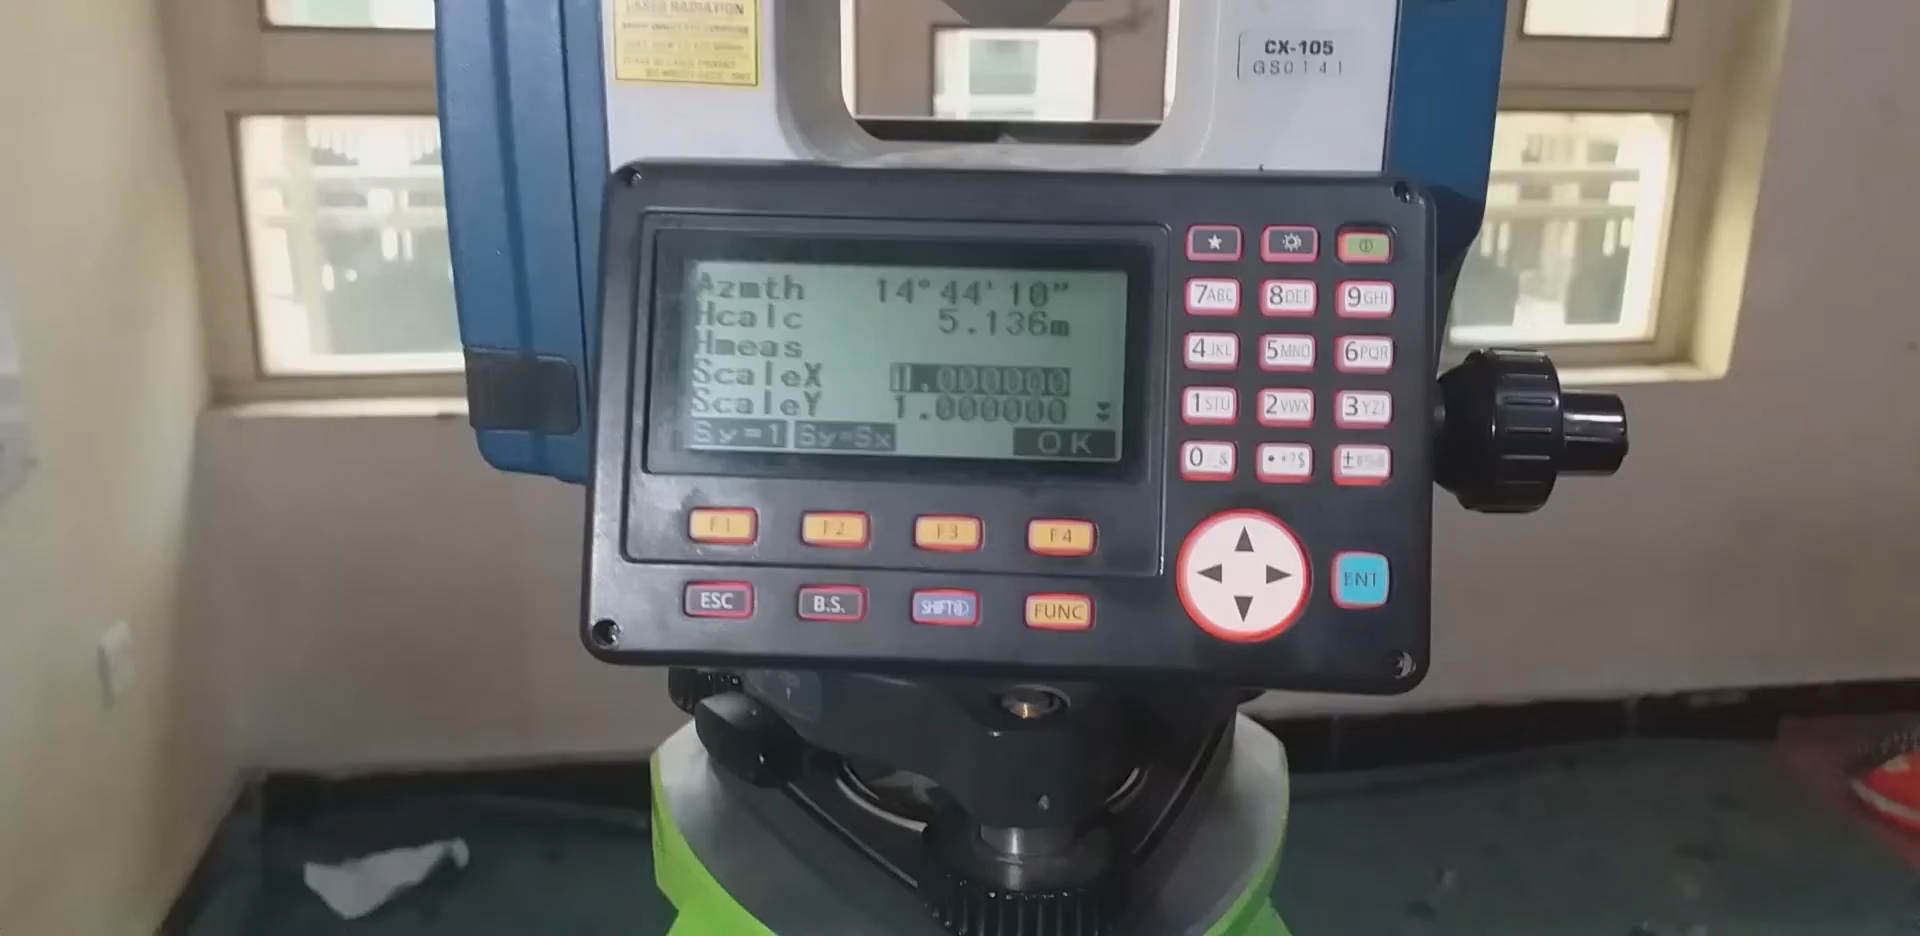 LASER RADIATION
CX-105
GS0141
Azmth 14°44'10"
Hcalc 5.136m
Hmeas
ScaleX 1.000000
ScaleY 1.000000
Sy=1 Sy=Sx OK
7ABC 8DEF 9GHI
4JKL 5MNO 6PQR
1STU 2VWX 3YZ
0
±
F1 F2 F3 F4
ESC B.S. SHIFT FUNC
ENT